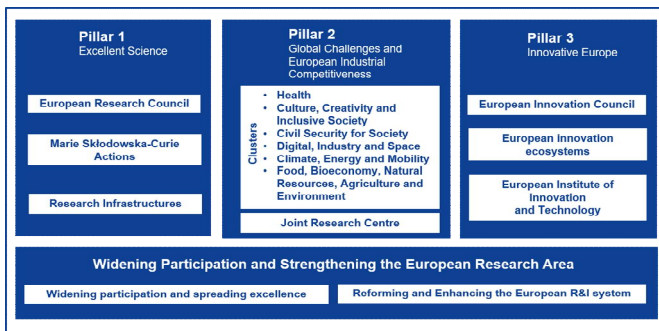 Pillar 1
Excellent Science
European Research Council
Marie Skłodowska-Curie
Actions
Research Infrastructures
Pillar 2
Global Challenges and
European Industrial
Competitiveness
Clusters
• Health
• Culture, Creativity and
Inclusive Society
• Civil Security for Society
• Digital, Industry and Space
• Climate, Energy and Mobility
• Food, Bioeconomy, Natural
Resources, Agriculture and
Environment
Joint Research Centre
Pillar 3
Innovative Europe
European Innovation Council
European Innovation
ecosystems
European Institute of
Innovation
and Technology
Widening Participation and Strengthening the European Research Area
Widening participation and spreading excellence
Reforming and Enhancing the European R&I system